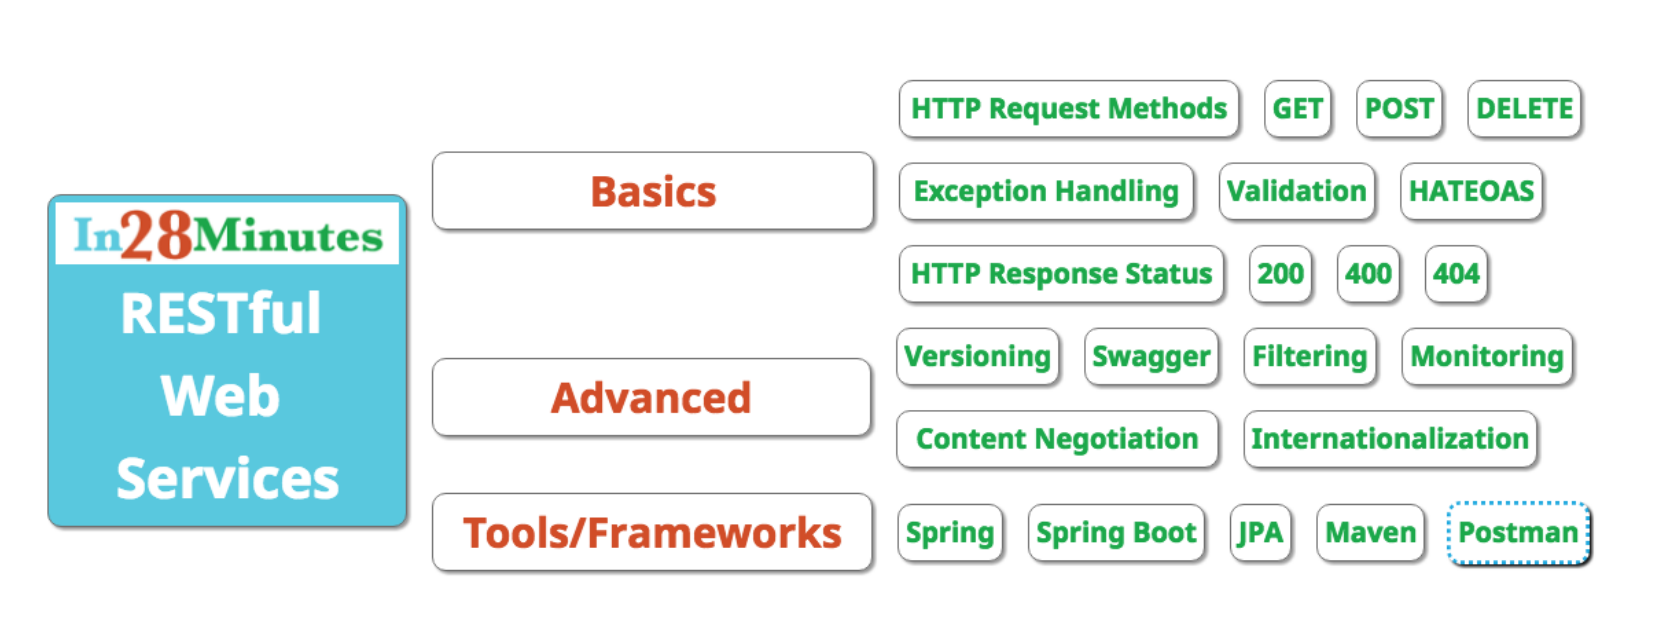 In28Minutes
RESTful
Web
Services
Basics
HTTP Request Methods GET POST DELETE
Exception Handling Validation HATEOAS
HTTP Response Status 200 400 404
Advanced
Versioning Swagger Filtering Monitoring
Content Negotiation Internationalization
Tools/Frameworks
Spring Spring Boot JPA Maven Postman